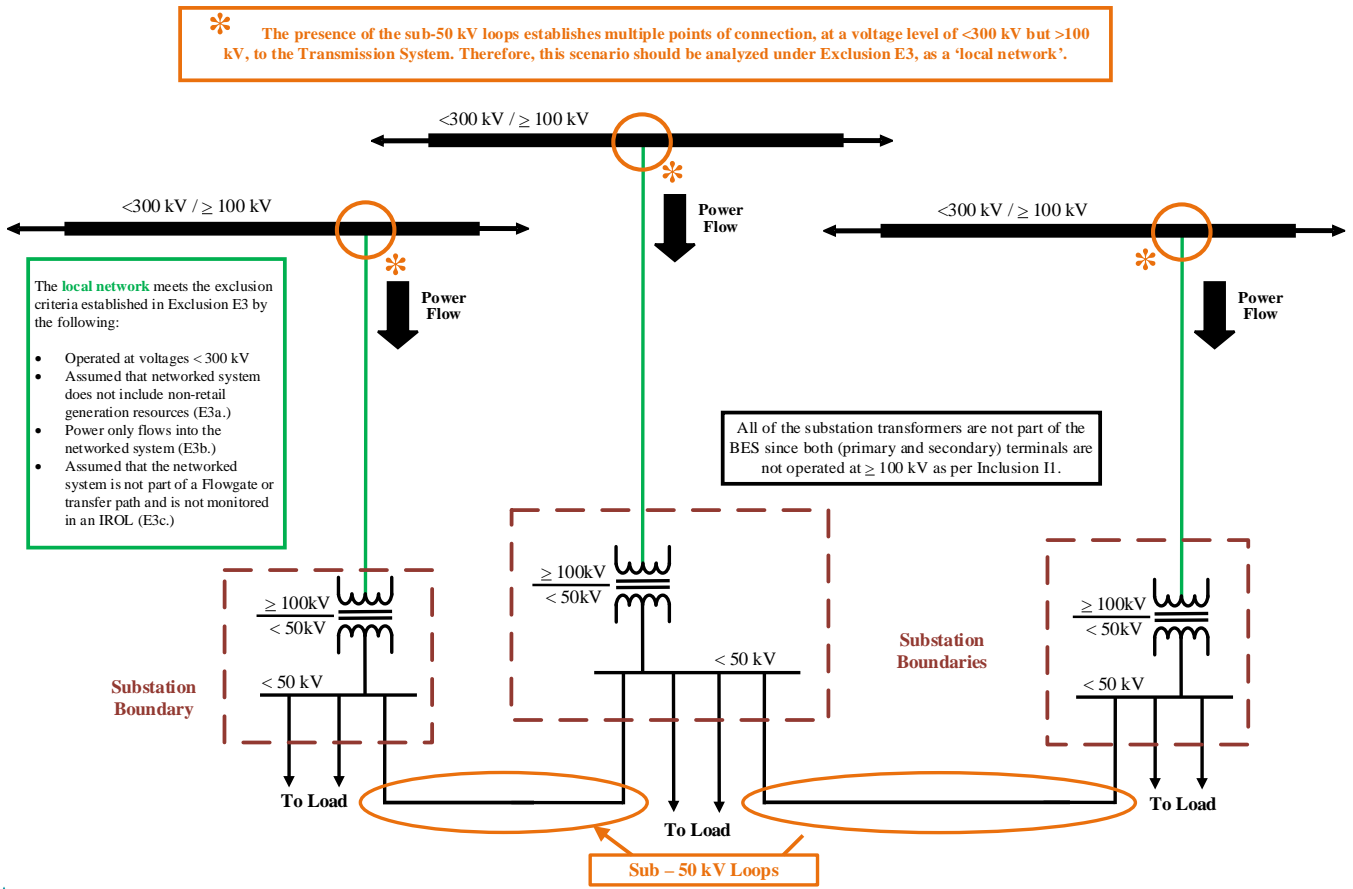 * The presence of the sub-50 kV loops establishes multiple points of connection, at a voltage level of <300 kV but >100
kV, to the Transmission System. Therefore, this scenario should be analyzed under Exclusion E3, as a ‘local network’.
<300 kV / ≥ 100 kV
*
Power
Flow
<300 kV / ≥ 100 kV
*
Power
Flow
<300 kV / ≥ 100 kV
*
Power
Flow
The local network meets the exclusion
criteria established in Exclusion E3 by
the following:
• Operated at voltages < 300 kV
• Assumed that networked system
does not include non-retail
generation resources (E3a.)
• Power only flows into the
networked system (E3b.)
• Assumed that the networked
system is not part of a Flowgate or
transfer path and is not monitored
in an IROL (E3c.)
All of the substation transformers are not part of the
BES since both (primary and secondary) terminals are
not operated at ≥ 100 kV as per Inclusion I1.
≥ 100kV
< 50kV
< 50 kV
Substation
Boundary
To Load
≥ 100kV
< 50kV
< 50 kV
To Load
Substation
Boundaries
≥ 100kV
< 50kV
< 50 kV
To Load
Sub – 50 kV Loops